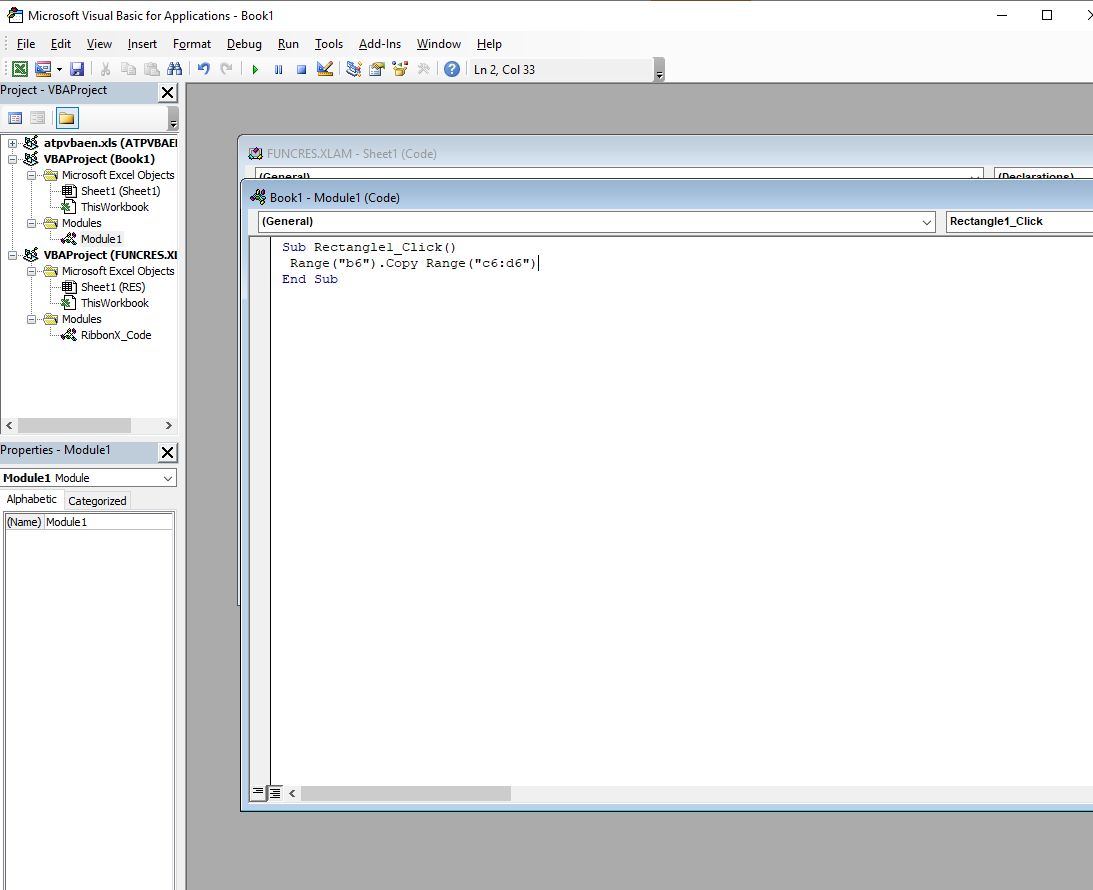 Microsoft Visual Basic for Applications - Book1
File Edit View Insert Format Debug Run Tools Add-Ins Window Help
Ln 2, Col 33
Project - VBAProject
atpvbaen.xls (ATPVBAEI
VBAProject (Book1)
Microsoft Excel Objects
Sheet1 (Sheet1)
ThisWorkbook
Modules
Module1
VBAProject (FUNCRES.XI
Microsoft Excel Objects
Sheet1 (RES)
ThisWorkbook
Modules
RibbonX_Code
Properties - Module1
Module1 Module
Alphabetic Categorized
(Name) Module1
FUNCRES.XLAM - Sheet1 (Code)
(General) (Declarations)
Book1 - Module1 (Code)
(General) Rectangle1_Click
Sub Rectangle1_Click()
Range("b6").Copy Range("c6:d6")
End Sub